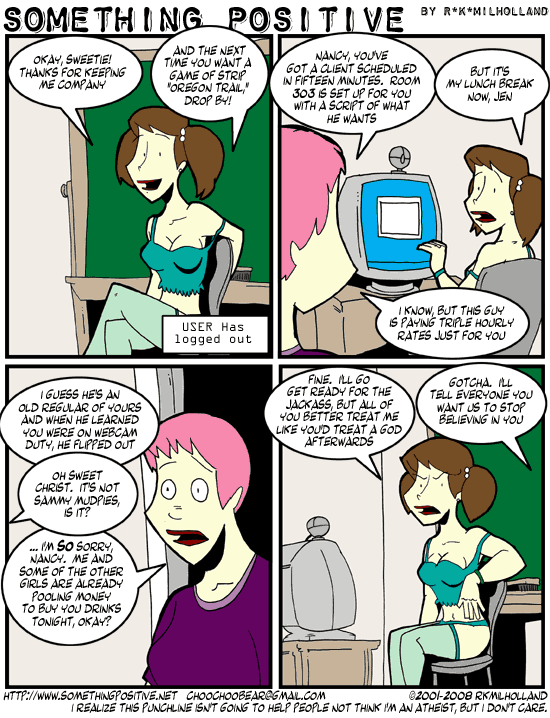 SOMETHING POSITIVE BY R*K*MILHOLLAND
OKAY, SWEETIE!
THANKS FOR KEEPING
ME COMPANY
AND THE NEXT
TIME YOU WANT A
GAME OF STRIP
"OREGON TRAIL,"
DROP BY!
USER Has
logged out
NANCY, YOU'VE
GOT A CLIENT SCHEDULED
IN FIFTEEN MINUTES. ROOM
303 IS SET UP FOR YOU
WITH A SCRIPT OF WHAT
HE WANTS
BUT IT'S
MY LUNCH BREAK
NOW, JEN
I KNOW, BUT THIS GUY
IS PAYING TRIPLE HOURLY
RATES JUST FOR YOU
I GUESS HE'S AN
OLD REGULAR OF YOURS
AND WHEN HE LEARNED
YOU WERE ON WEBCAM
DUTY, HE FLIPPED OUT
OH SWEET
CHRIST. IT'S NOT
SAMMY MUDPIES,
IS IT?
... I'M SO SORRY,
NANCY. ME AND
SOME OF THE OTHER
GIRLS ARE ALREADY
POOLING MONEY
TO BUY YOU DRINKS
TONIGHT, OKAY?
FINE. I'LL GO
GET READY FOR THE
JACKASS, BUT ALL OF
YOU BETTER TREAT ME
LIKE YOU'D TREAT A GOD
AFTERWARDS
GOTCHA. I'LL
TELL EVERYONE YOU
WANT US TO STOP
BELIEVING IN YOU
HTTP://WWW.SOMETHINGPOSITIVE.NET CHOOCHOOBEAR@GMAIL.COM ©2001-2008 RKMILHOLLAND
I REALIZE THIS PUNCHLINE ISN'T GOING TO HELP PEOPLE NOT THINK I'M AN ATHEIST, BUT I DON'T CARE.